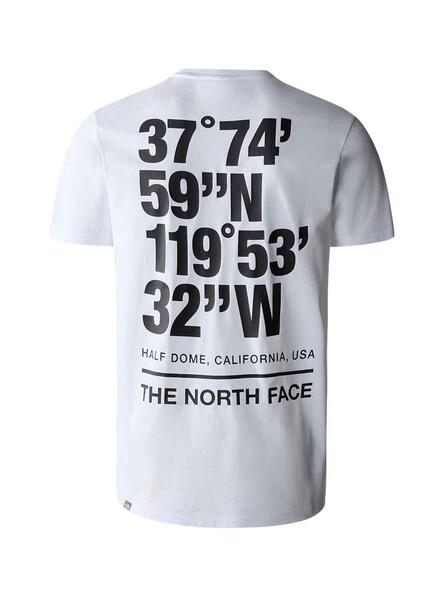 37°74’
59”N
119°53’
32”W
HALF DOME, CALIFORNIA, USA
THE NORTH FACE